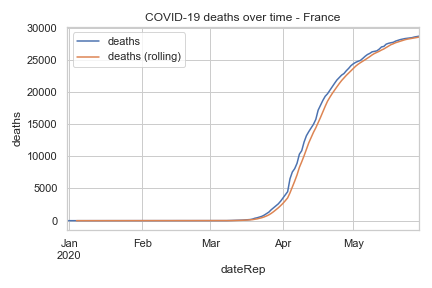 COVID-19 deaths over time - France
deaths
deaths (rolling)
30000
25000
20000
15000
10000
5000
0
deaths
Jan Feb Mar Apr May
2020
dateRep